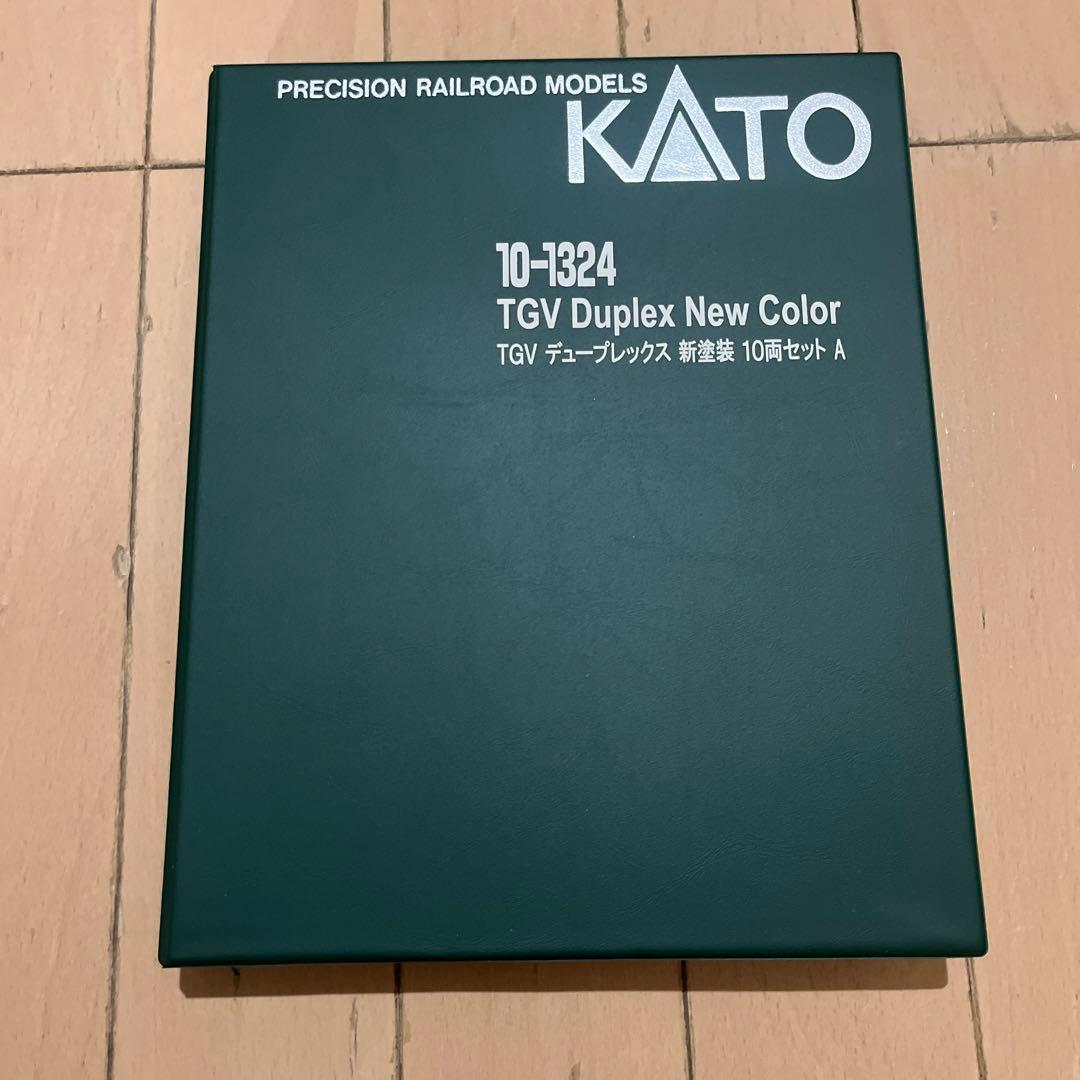 PRECISION RAILROAD MODELS
KATO
10-1324
TGV Duplex New Color
TGV デュープレックス 新塗装 10両セット A